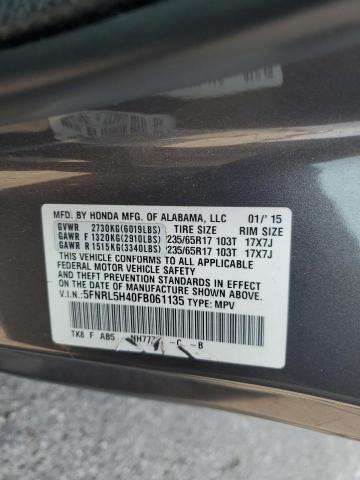 MFD. BY HONDA MFG. OF ALABAMA, LLC 01/'15
GVWR 2730KG(6019LBS) TIRE SIZE RIM SIZE
GAWR F 1320KG(2910LBS) 235/65R17 103T 17X7J
GAWR R 1515KG(3340LBS) 235/65R17 103T 17X7J
THIS VEHICLE CONFORMS TO ALL APPLICABLE
FEDERAL MOTOR VEHICLE SAFETY, BUMPER,
AND THEFT PREVENTION STANDARDS IN EFFECT
ON THE DATE OF MANUFACTURE SHOWN ABOVE.
V.I.N.: 5FNRL5H40FB061135 TYPE: MPV
TK8 F AB5 -C -B